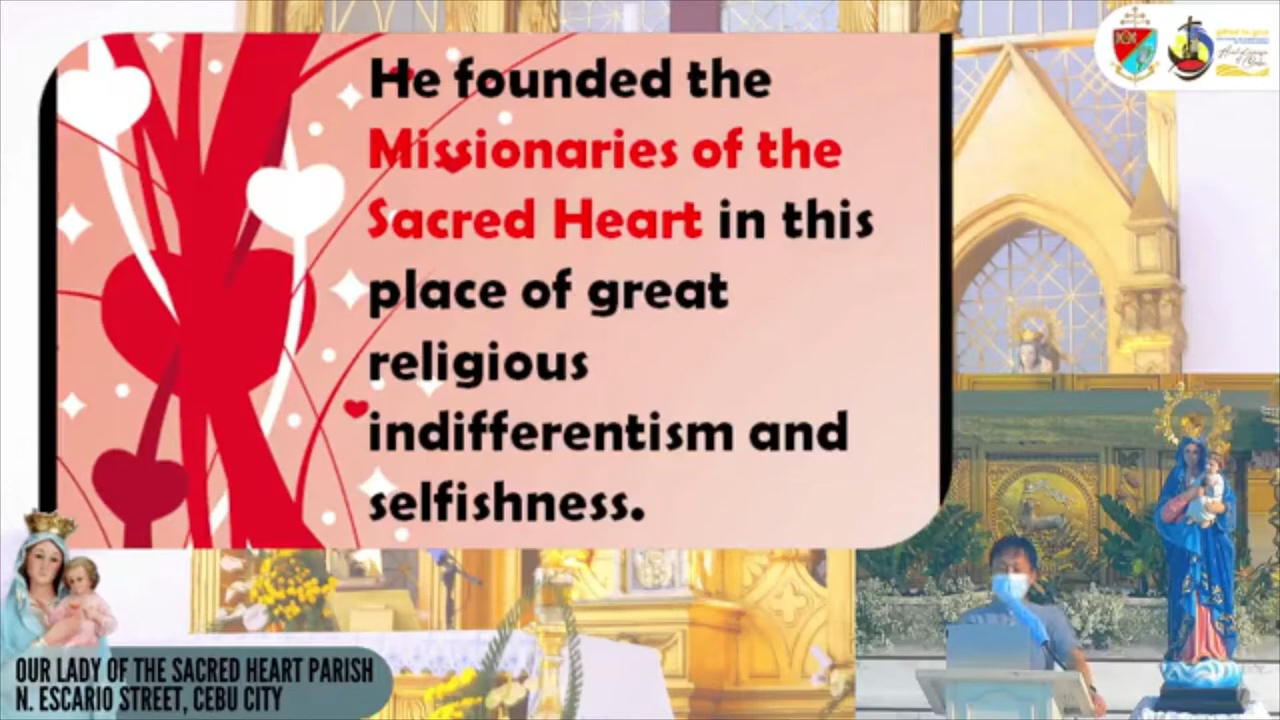 He founded the
Missionaries of the
Sacred Heart in this
place of great
religious
indifferentism and
selfishness.
OUR LADY OF THE SACRED HEART PARISH
N. ESCARIO STREET, CEBU CITY